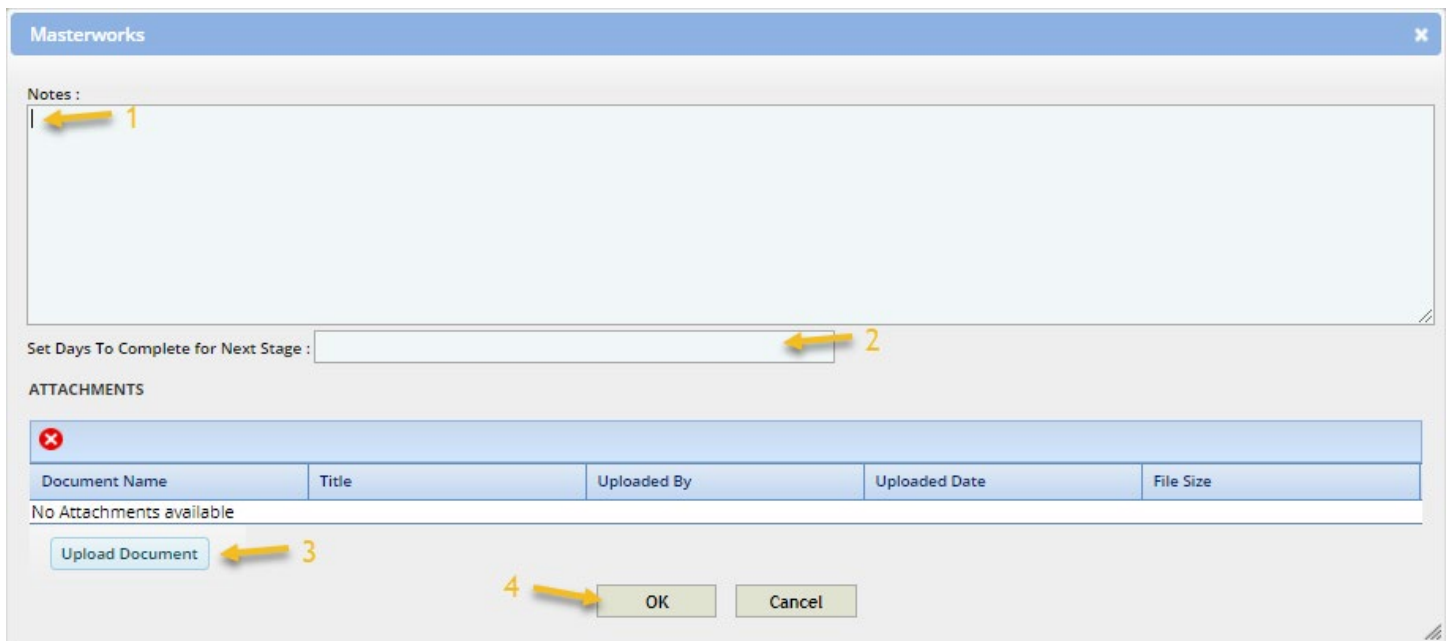 Masterworks
Notes :
1
Set Days To Complete for Next Stage :
2
ATTACHMENTS
Document Name Title Uploaded By Uploaded Date File Size
No Attachments available
Upload Document
3
4
OK Cancel